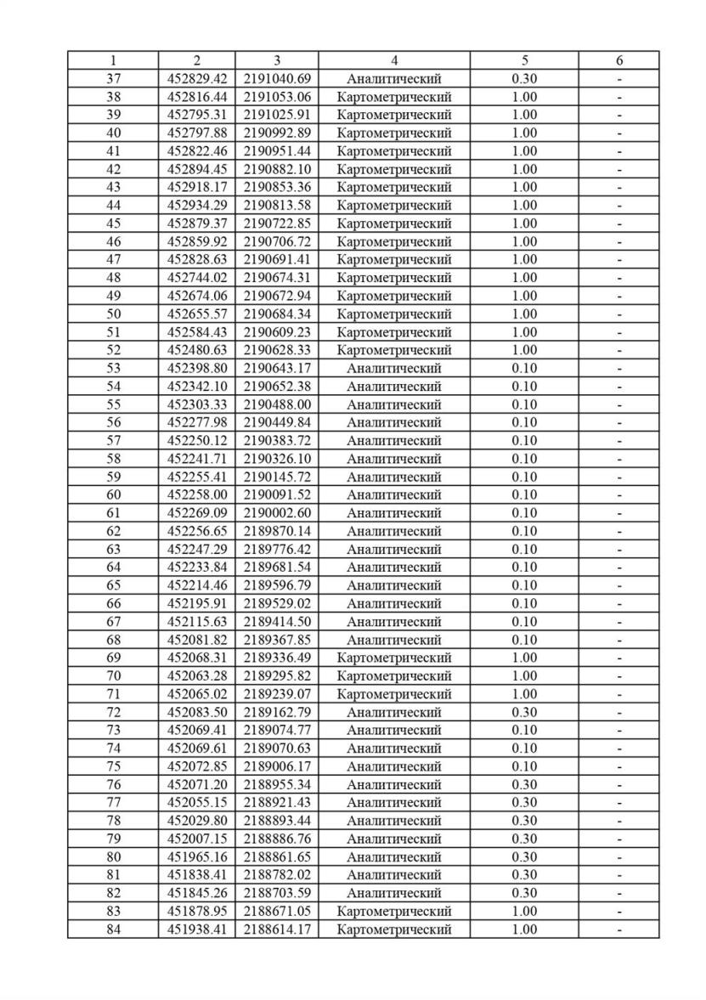 1 2 3 4 5 6
37 452829.42 2191040.69 Аналитический 0.30 -
38 452816.44 2191053.06 Картометрический 1.00 -
39 452795.31 2191025.91 Картометрический 1.00 -
40 452797.88 2190992.89 Картометрический 1.00 -
41 452822.46 2190951.44 Картометрический 1.00 -
42 452894.45 2190882.10 Картометрический 1.00 -
43 452918.17 2190853.36 Картометрический 1.00 -
44 452934.29 2190813.58 Картометрический 1.00 -
45 452879.37 2190722.85 Картометрический 1.00 -
46 452859.92 2190706.72 Картометрический 1.00 -
47 452828.63 2190691.41 Картометрический 1.00 -
48 452744.02 2190674.31 Картометрический 1.00 -
49 452674.06 2190672.94 Картометрический 1.00 -
50 452655.57 2190684.34 Картометрический 1.00 -
51 452584.43 2190609.23 Картометрический 1.00 -
52 452480.63 2190628.33 Картометрический 1.00 -
53 452398.80 2190643.17 Аналитический 0.10 -
54 452342.10 2190652.38 Аналитический 0.10 -
55 452303.33 2190488.00 Аналитический 0.10 -
56 452277.98 2190449.84 Аналитический 0.10 -
57 452250.12 2190383.72 Аналитический 0.10 -
58 452241.71 2190326.10 Аналитический 0.10 -
59 452255.41 2190145.72 Аналитический 0.10 -
60 452258.00 2190091.52 Аналитический 0.10 -
61 452269.09 2190002.60 Аналитический 0.10 -
62 452256.65 2189870.14 Аналитический 0.10 -
63 452247.29 2189776.42 Аналитический 0.10 -
64 452233.84 2189681.54 Аналитический 0.10 -
65 452214.46 2189596.79 Аналитический 0.10 -
66 452195.91 2189529.02 Аналитический 0.10 -
67 452115.63 2189414.50 Аналитический 0.10 -
68 452081.82 2189367.85 Аналитический 0.10 -
69 452068.31 2189336.49 Картометрический 1.00 -
70 452063.28 2189295.82 Картометрический 1.00 -
71 452065.02 2189239.07 Картометрический 1.00 -
72 452083.50 2189162.79 Аналитический 0.30 -
73 452069.41 2189074.77 Аналитический 0.10 -
74 452069.61 2189070.63 Аналитический 0.10 -
75 452072.85 2189006.17 Аналитический 0.10 -
76 452071.20 2188955.34 Аналитический 0.30 -
77 452055.15 2188921.43 Аналитический 0.30 -
78 452029.80 2188893.44 Аналитический 0.30 -
79 452007.15 2188886.76 Аналитический 0.30 -
80 451965.16 2188861.65 Аналитический 0.30 -
81 451838.41 2188782.02 Аналитический 0.30 -
82 451845.26 2188703.59 Аналитический 0.30 -
83 451878.95 2188671.05 Картометрический 1.00 -
84 451938.41 2188614.17 Картометрический 1.00 -